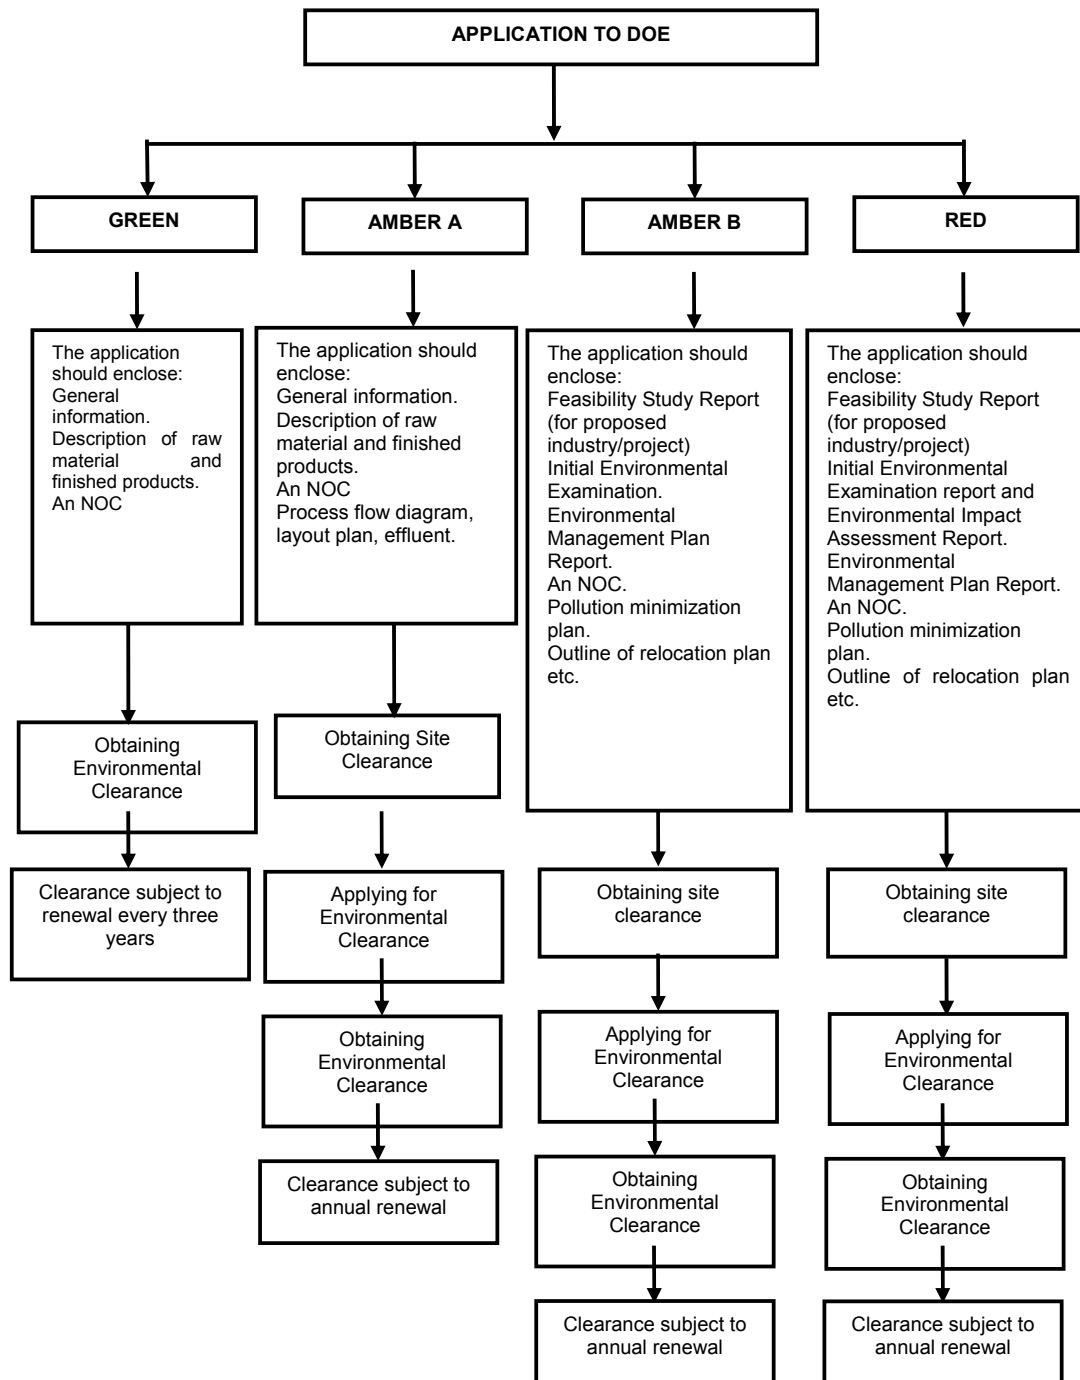 APPLICATION TO DOE
GREEN
AMBER A
AMBER B
RED
The application
should enclose:
General
information.
Description of raw
material and
finished products.
An NOC
The application should
enclose:
General information.
Description of raw
material and finished
products.
An NOC
Process flow diagram,
layout plan, effluent.
The application should
enclose:
Feasibility Study Report
(for proposed
industry/project)
Initial Environmental
Examination.
Environmental
Management Plan
Report.
An NOC.
Pollution minimization
plan.
Outline of relocation plan
etc.
The application should
enclose:
Feasibility Study Report
(for proposed
industry/project)
Initial Environmental
Examination report and
Environmental Impact
Assessment Report.
Environmental
Management Plan Report.
An NOC.
Pollution minimization
plan.
Outline of relocation plan
etc.
Obtaining
Environmental
Clearance
Obtaining Site
Clearance
Clearance subject to
renewal every three
years
Applying for
Environmental
Clearance
Obtaining site
clearance
Obtaining site
clearance
Obtaining
Environmental
Clearance
Applying for
Environmental
Clearance
Applying for
Environmental
Clearance
Clearance subject to
annual renewal
Obtaining
Environmental
Clearance
Obtaining
Environmental
Clearance
Clearance subject to
annual renewal
Clearance subject to
annual renewal